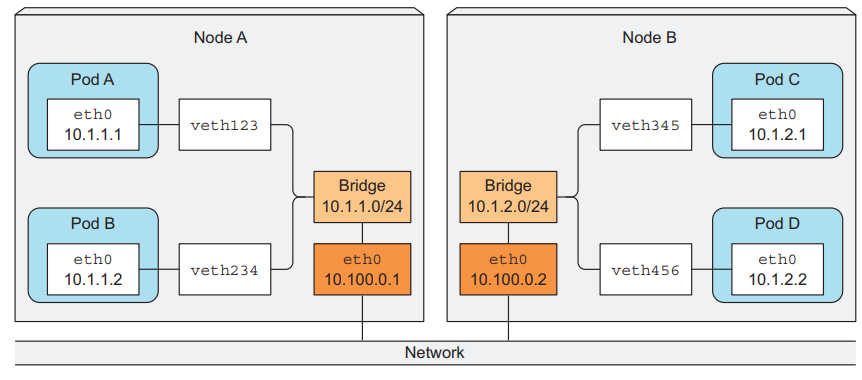 Node A
Pod A
eth0
10.1.1.1
veth123
Bridge
10.1.1.0/24
Pod B
eth0
10.1.1.2
veth234
eth0
10.100.0.1
Node B
Pod C
eth0
10.1.2.1
veth345
Bridge
10.1.2.0/24
Pod D
eth0
10.1.2.2
veth456
eth0
10.100.0.2
Network